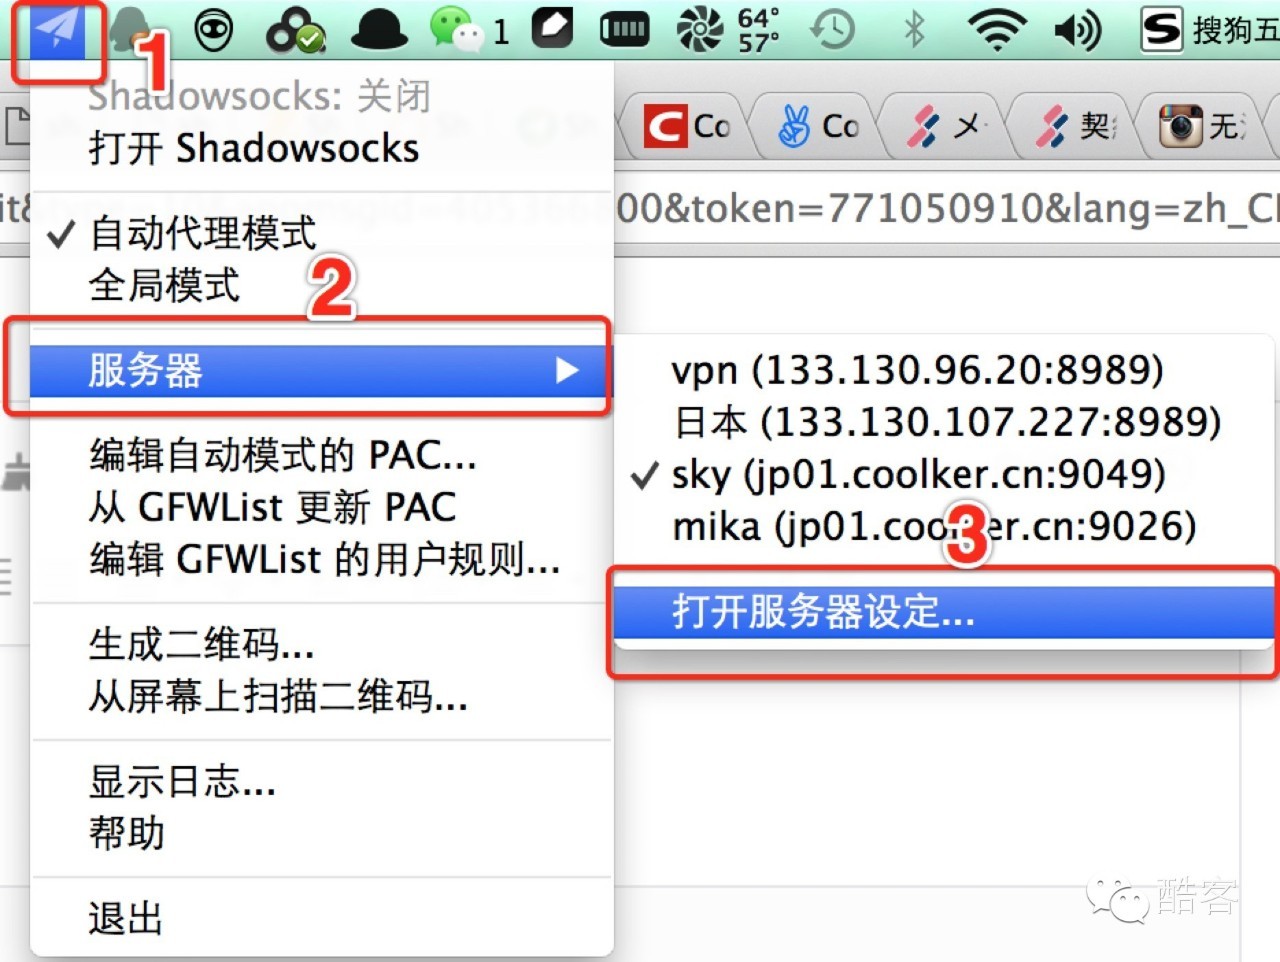 1
64°
57°
搜狗五
1
Shadowsocks: 关闭
打开 Shadowsocks
Co
Co
メ
契
无
00&token=771050910&lang=zh_C
✓ 自动代理模式
全局模式
2
服务器
vpn (133.130.96.20:8989)
日本 (133.130.107.227:8989)
✓ sky (jp01.coolker.cn:9049)
mika (jp01.coolker.cn:9026)
3
打开服务器设定...
编辑自动模式的 PAC...
从 GFWList 更新 PAC
编辑 GFWList 的用户规则...
生成二维码...
从屏幕上扫描二维码...
显示日志...
帮助
退出
酷客